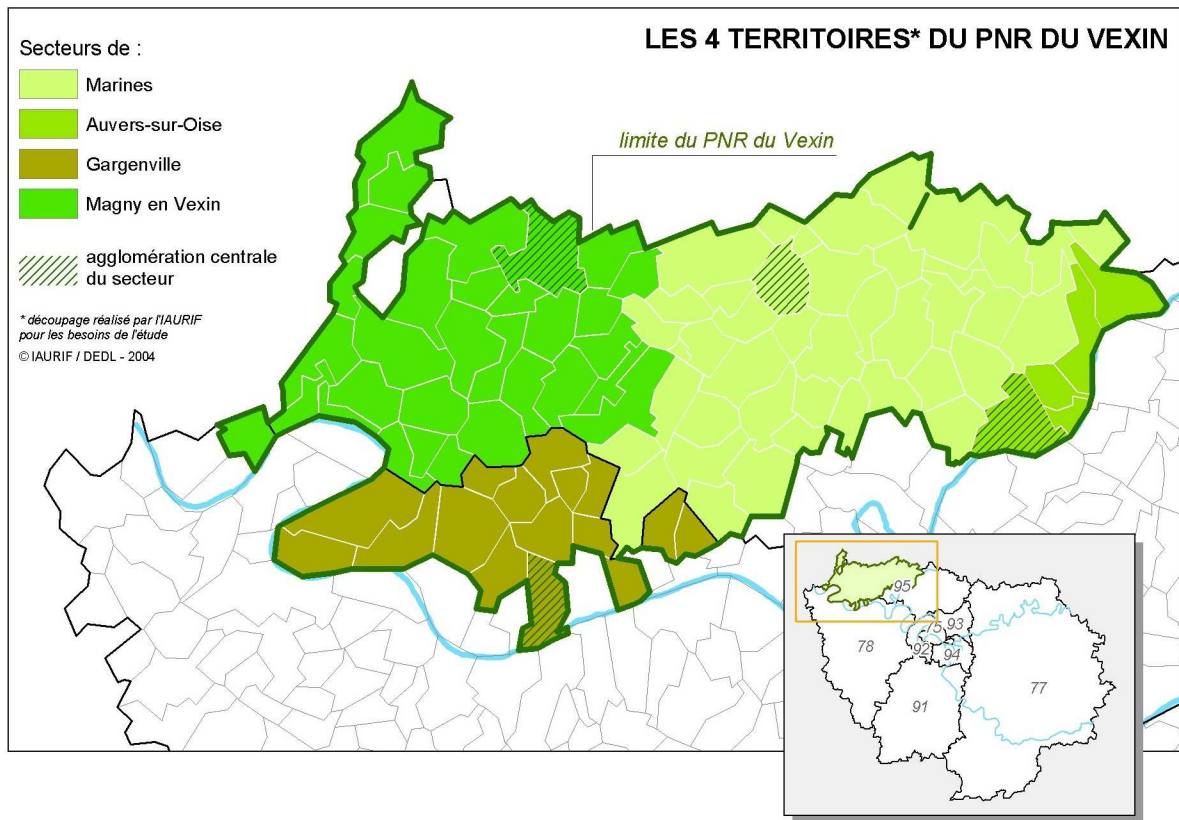 LES 4 TERRITOIRES* DU PNR DU VEXIN
Secteurs de :
Marines
Auvers-sur-Oise
Gargenville
Magny en Vexin
agglomération centrale
du secteur
* découpage réalisé par l'IAURIF
pour les besoins de l'étude
© IAURIF / DEDL - 2004
limite du PNR du Vexin
95
93
75
92
94
78
77
91